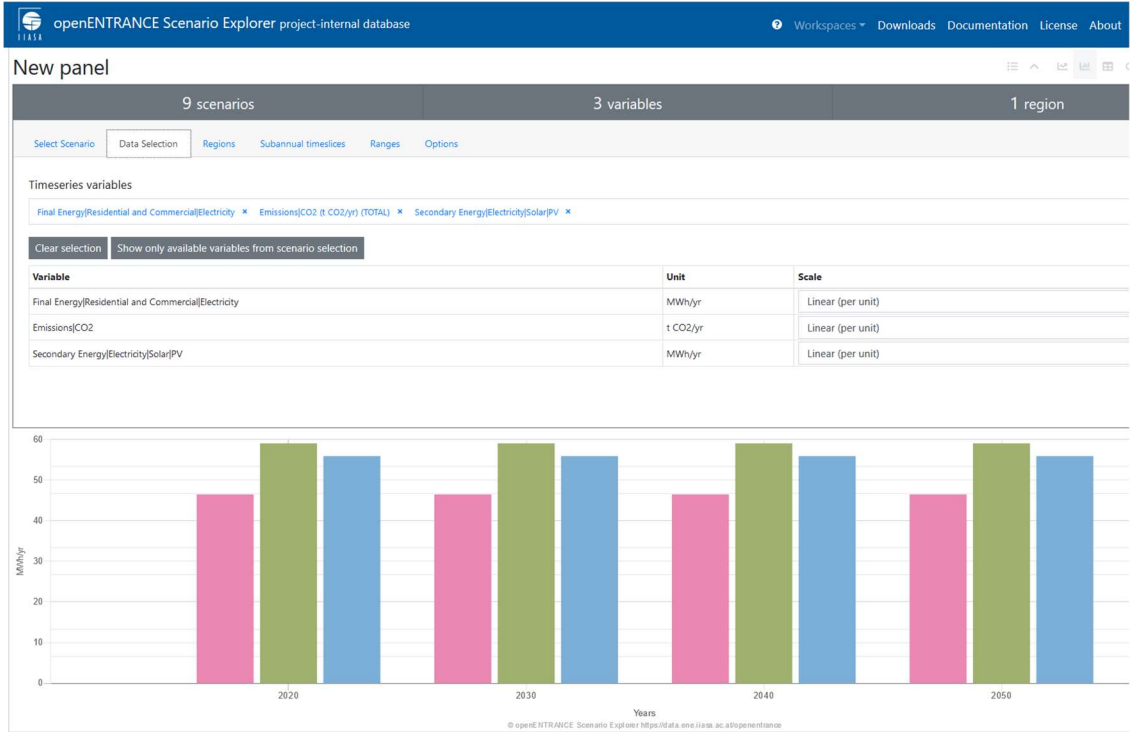 IIASA
openENTRANCE Scenario Explorer project-internal database
? Workspaces Downloads Documentation License About
New panel
9 scenarios 3 variables 1 region
Select Scenario Data Selection Regions Subannual timeslices Ranges Options
Timeseries variables
Final Energy|Residential and Commercial|Electricity × Emissions|CO2 (t CO2/yr) (TOTAL) × Secondary Energy|Electricity|Solar|PV ×
Clear selection Show only available variables from scenario selection
Variable Unit Scale
Final Energy|Residential and Commercial|Electricity MWh/yr Linear (per unit)
Emissions|CO2 t CO2/yr Linear (per unit)
Secondary Energy|Electricity|Solar|PV MWh/yr Linear (per unit)
60
50
40
30
20
10
0
MWh/yr
2020 2030 2040 2050
Years
© openENTRANCE Scenario Explorer https://data.ene.iiasa.ac.at/openentrance